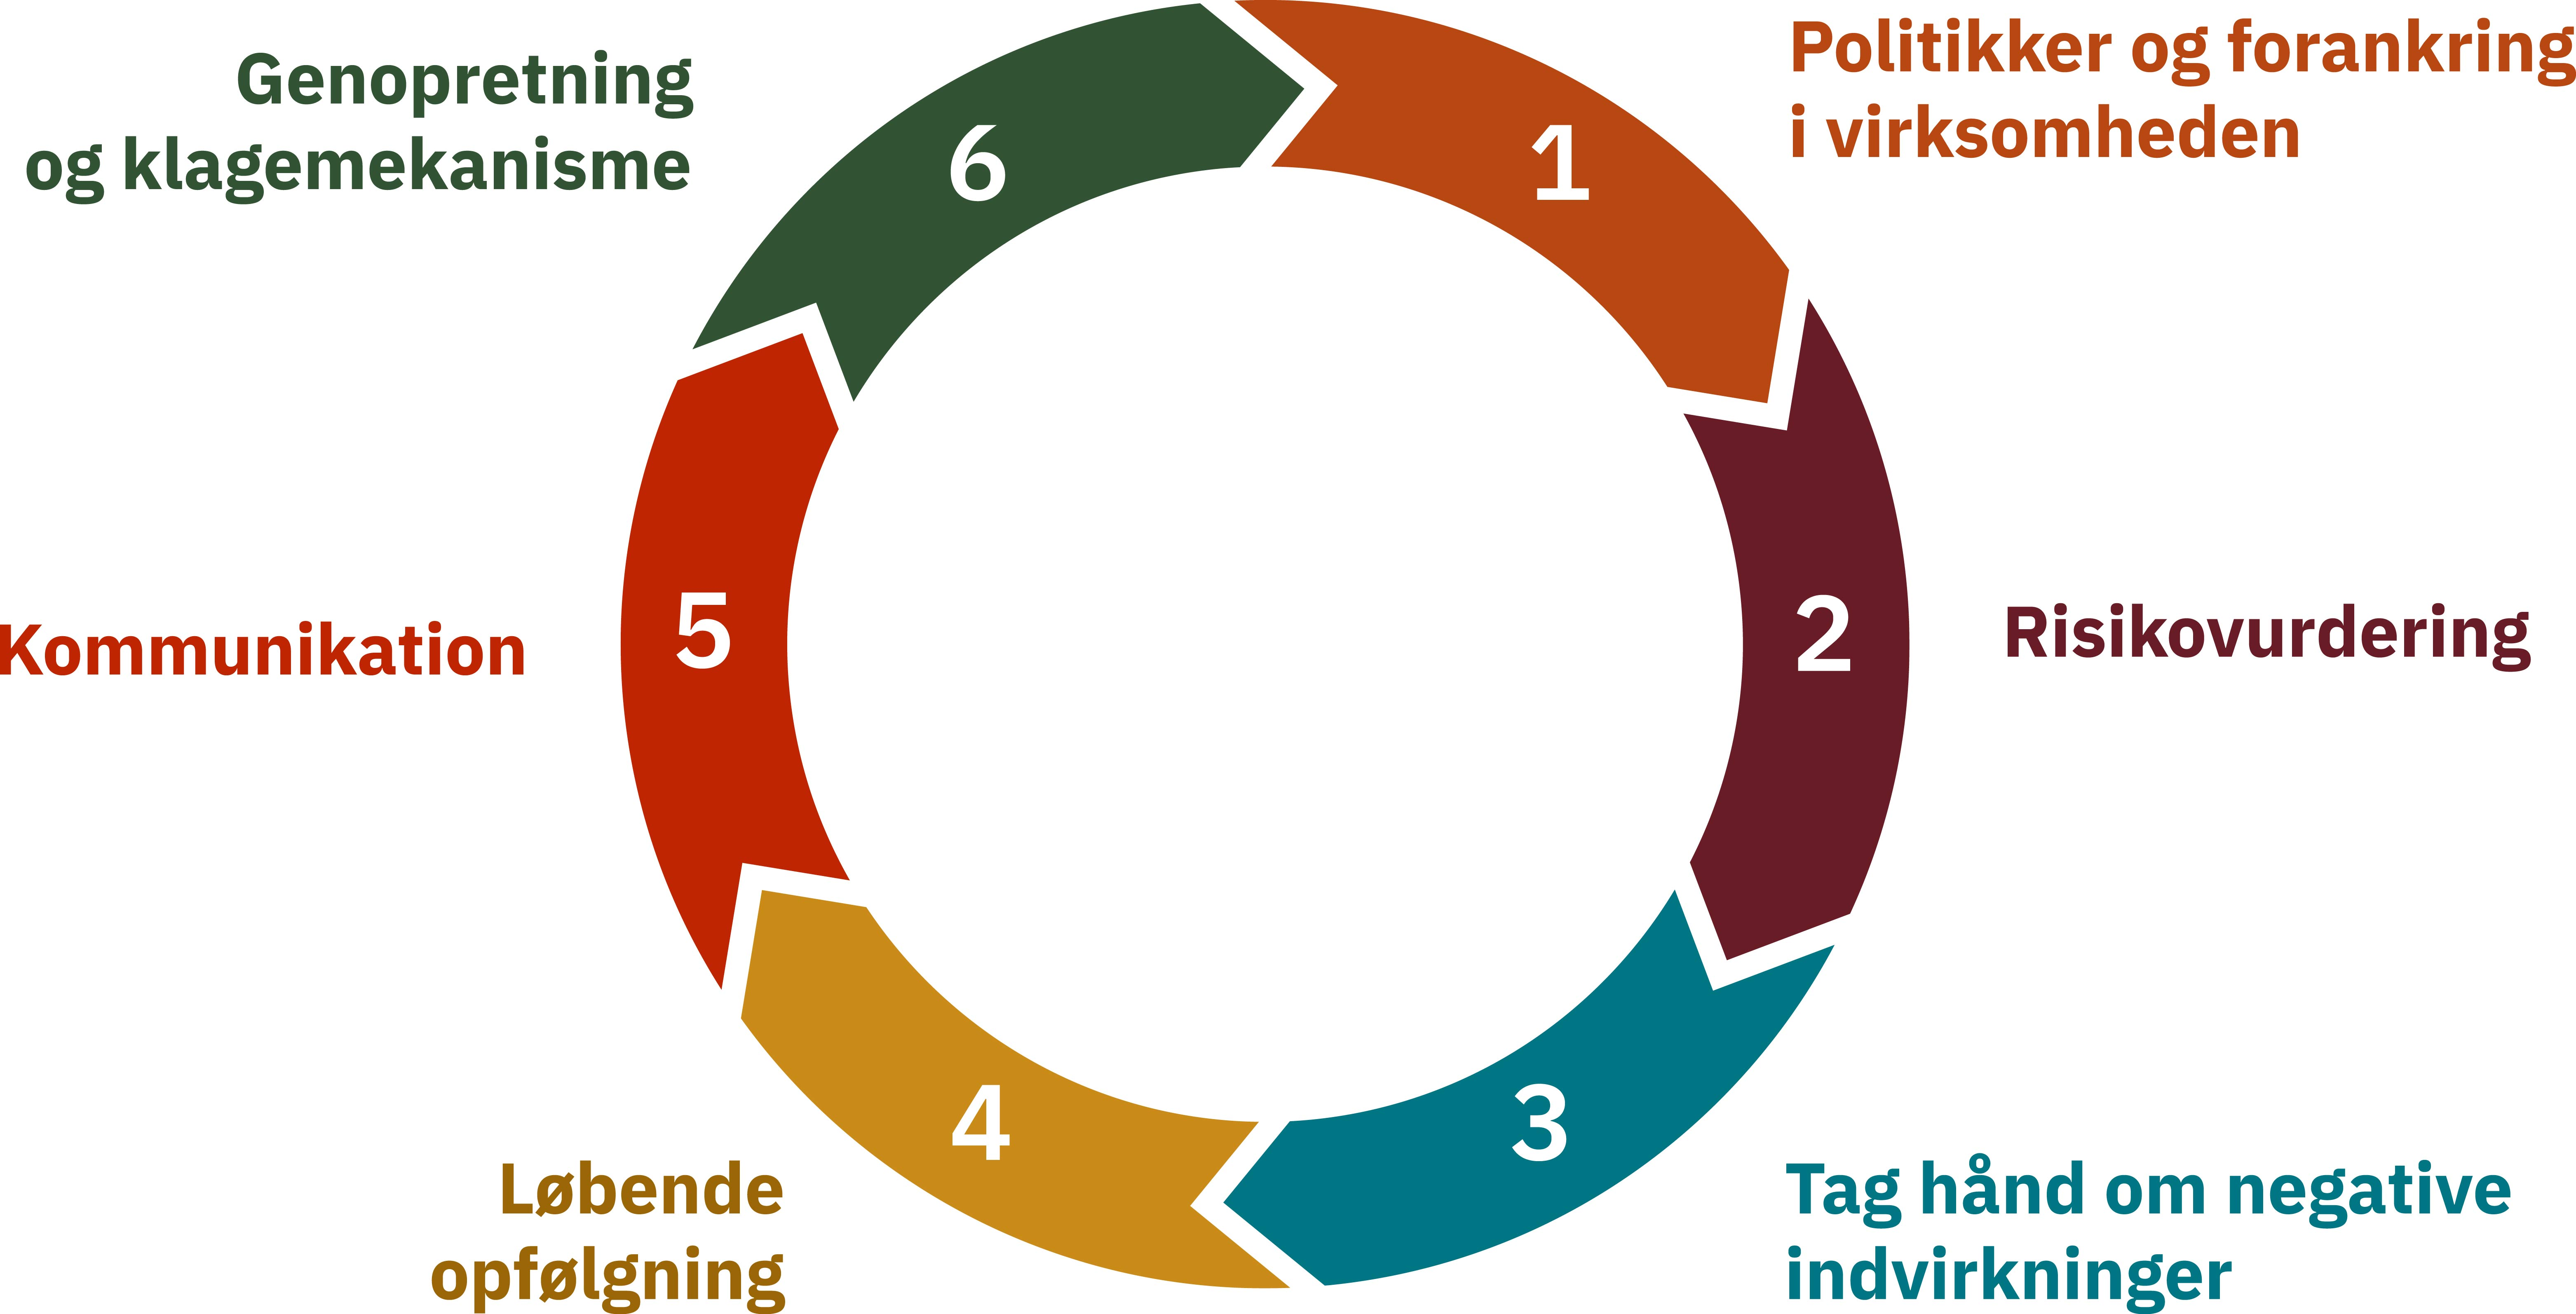 1
Politikker og forankring
i virksomheden
2
Risikovurdering
3
Tag hånd om negative
indvirkninger
4
Løbende
opfølgning
5
Kommunikation
6
Genopretning
og klagemekanisme